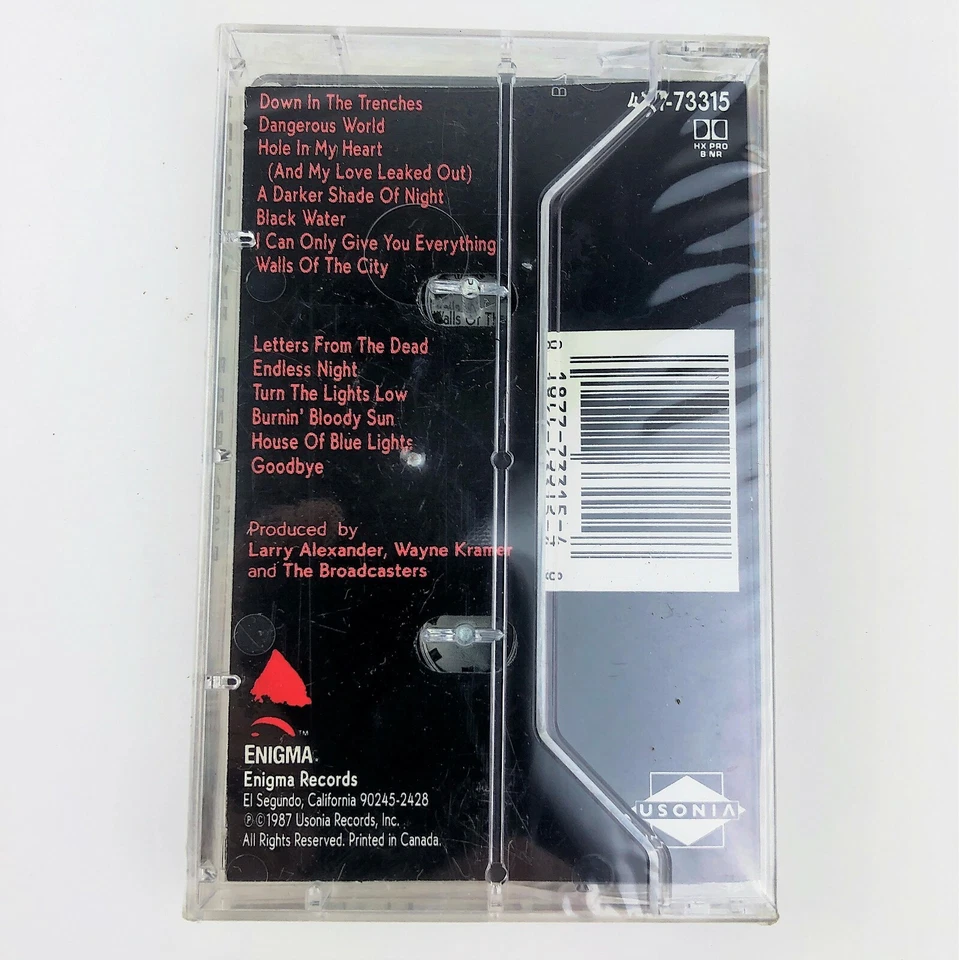 Down In The Trenches
Dangerous World
Hole In My Heart
(And My Love Leaked Out)
A Darker Shade Of Night
Black Water
I Can Only Give You Everything
Walls Of The City
Walls Of The
Letters From The Dead
Endless Night
Turn The Lights Low
Burnin' Bloody Sun
House Of Blue Lights
Goodbye
Produced by
Larry Alexander, Wayne Kramer
and The Broadcasters
TM
ENIGMA
Enigma Records
El Segundo, California 90245-2428
℗©1987 Usonia Records, Inc.
All Rights Reserved. Printed in Canada.
-73315
HX PRO
B NR
USONIA